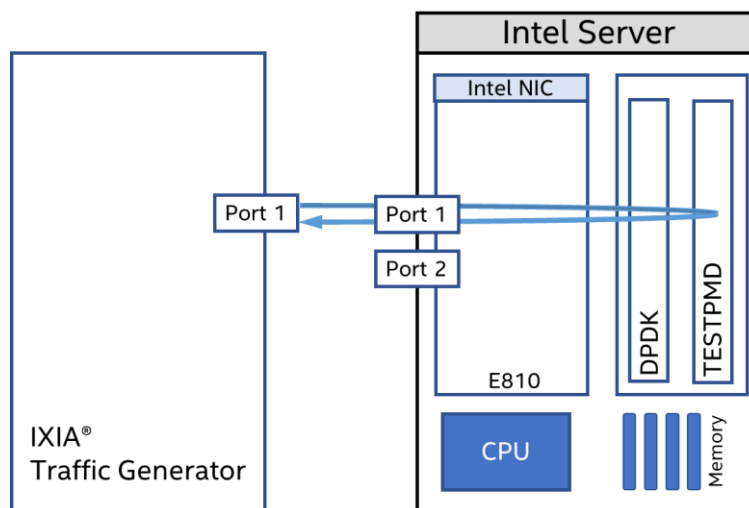 Intel Server
Intel NIC
Port 1
Port 1
Port 2
DPDK
TESTPMD
E810
IXIA®
Traffic Generator
CPU
Memory